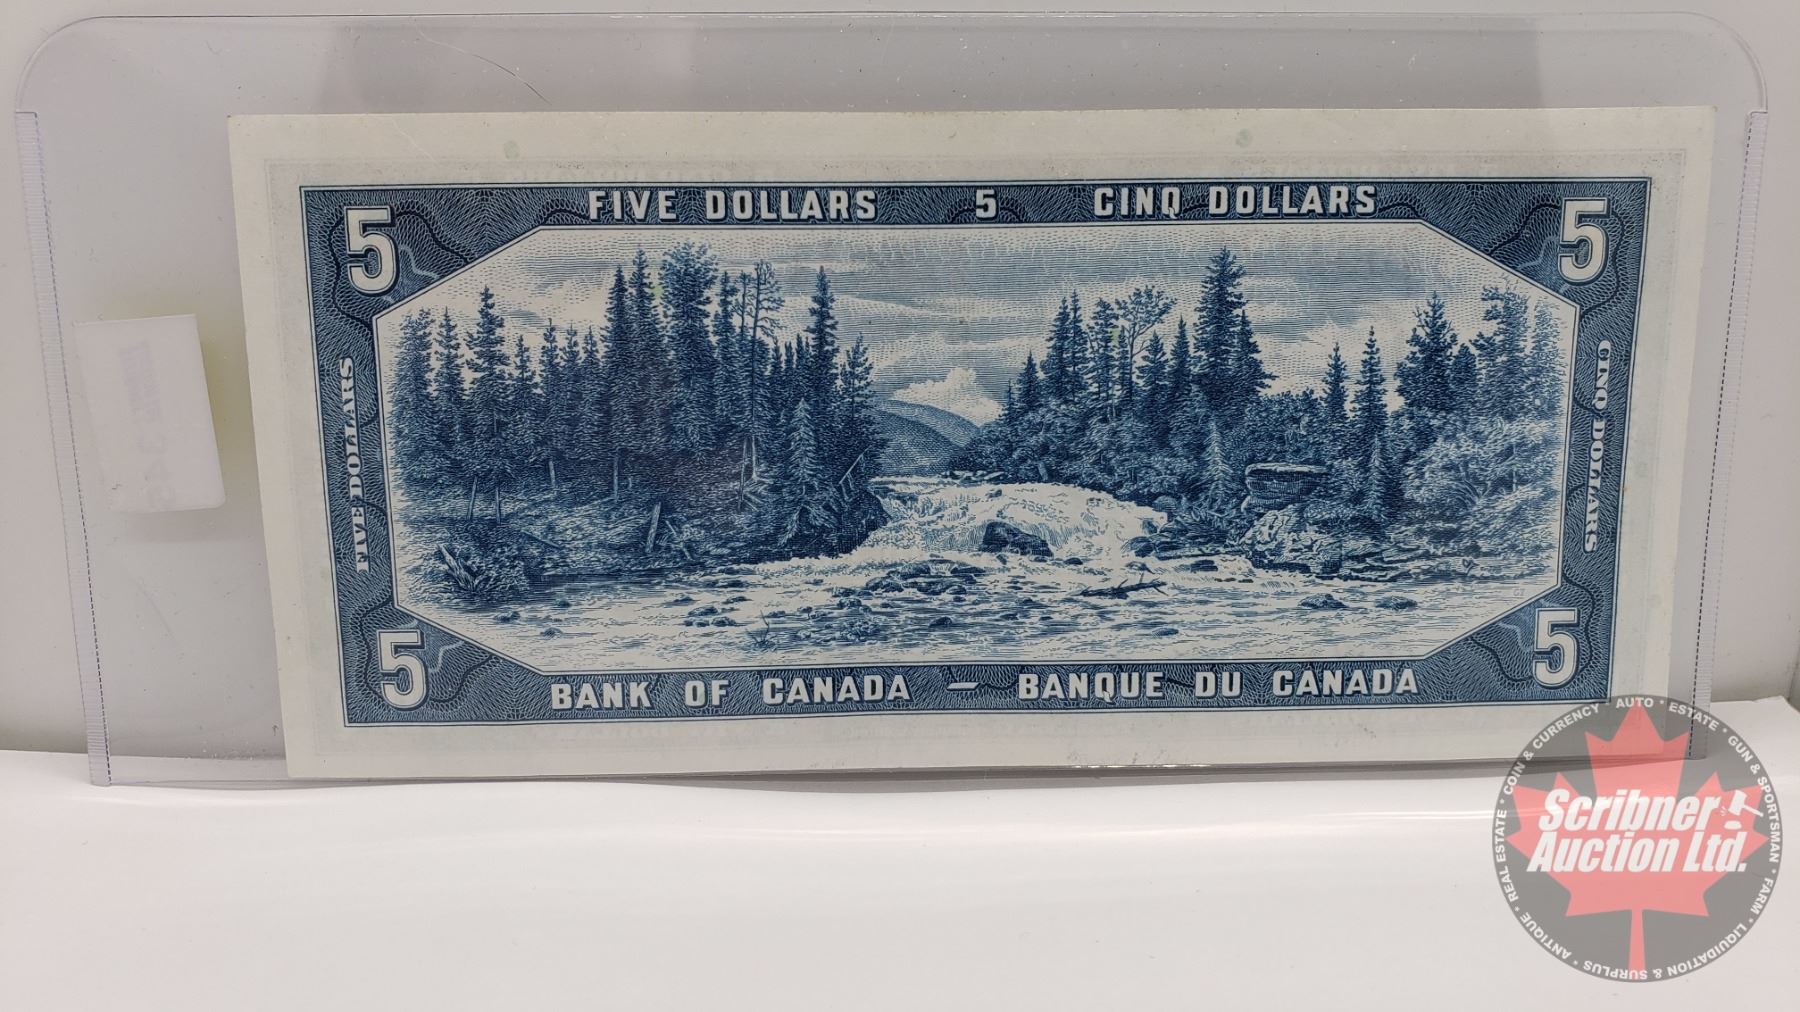 FIVE DOLLARS 5 CINQ DOLLARS
5
5
FIVE DOLLARS
CINQ DOLLARS
5
5
BANK OF CANADA – BANQUE DU CANADA
COIN & CURRENCY * AUTO * ESTATE * GUN & SPORTSMAN * FARM * LIQUIDATION & SURPLUS * ANTIQUE * REAL ESTATE *
Scribner
Auction Ltd.